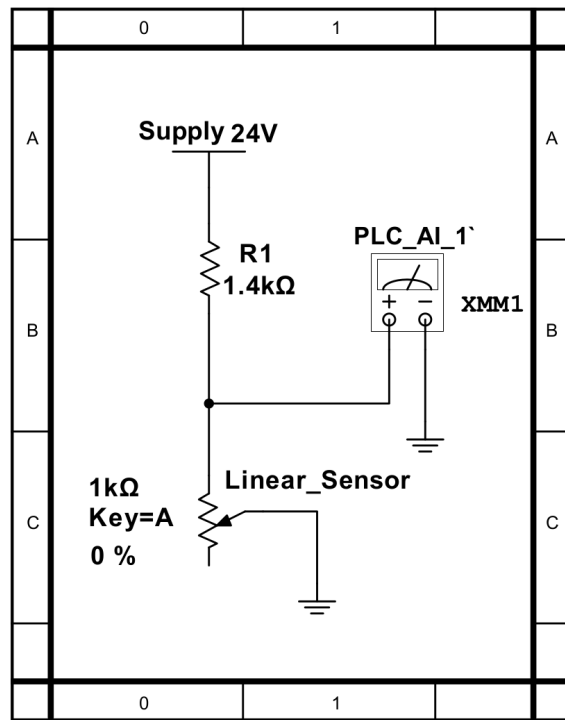 0 1
A A
Supply 24V
R1
1.4kΩ
PLC_AI_1`
+ −
XMM1
B B
Linear_Sensor
1kΩ
Key=A
0 %
C C
0 1